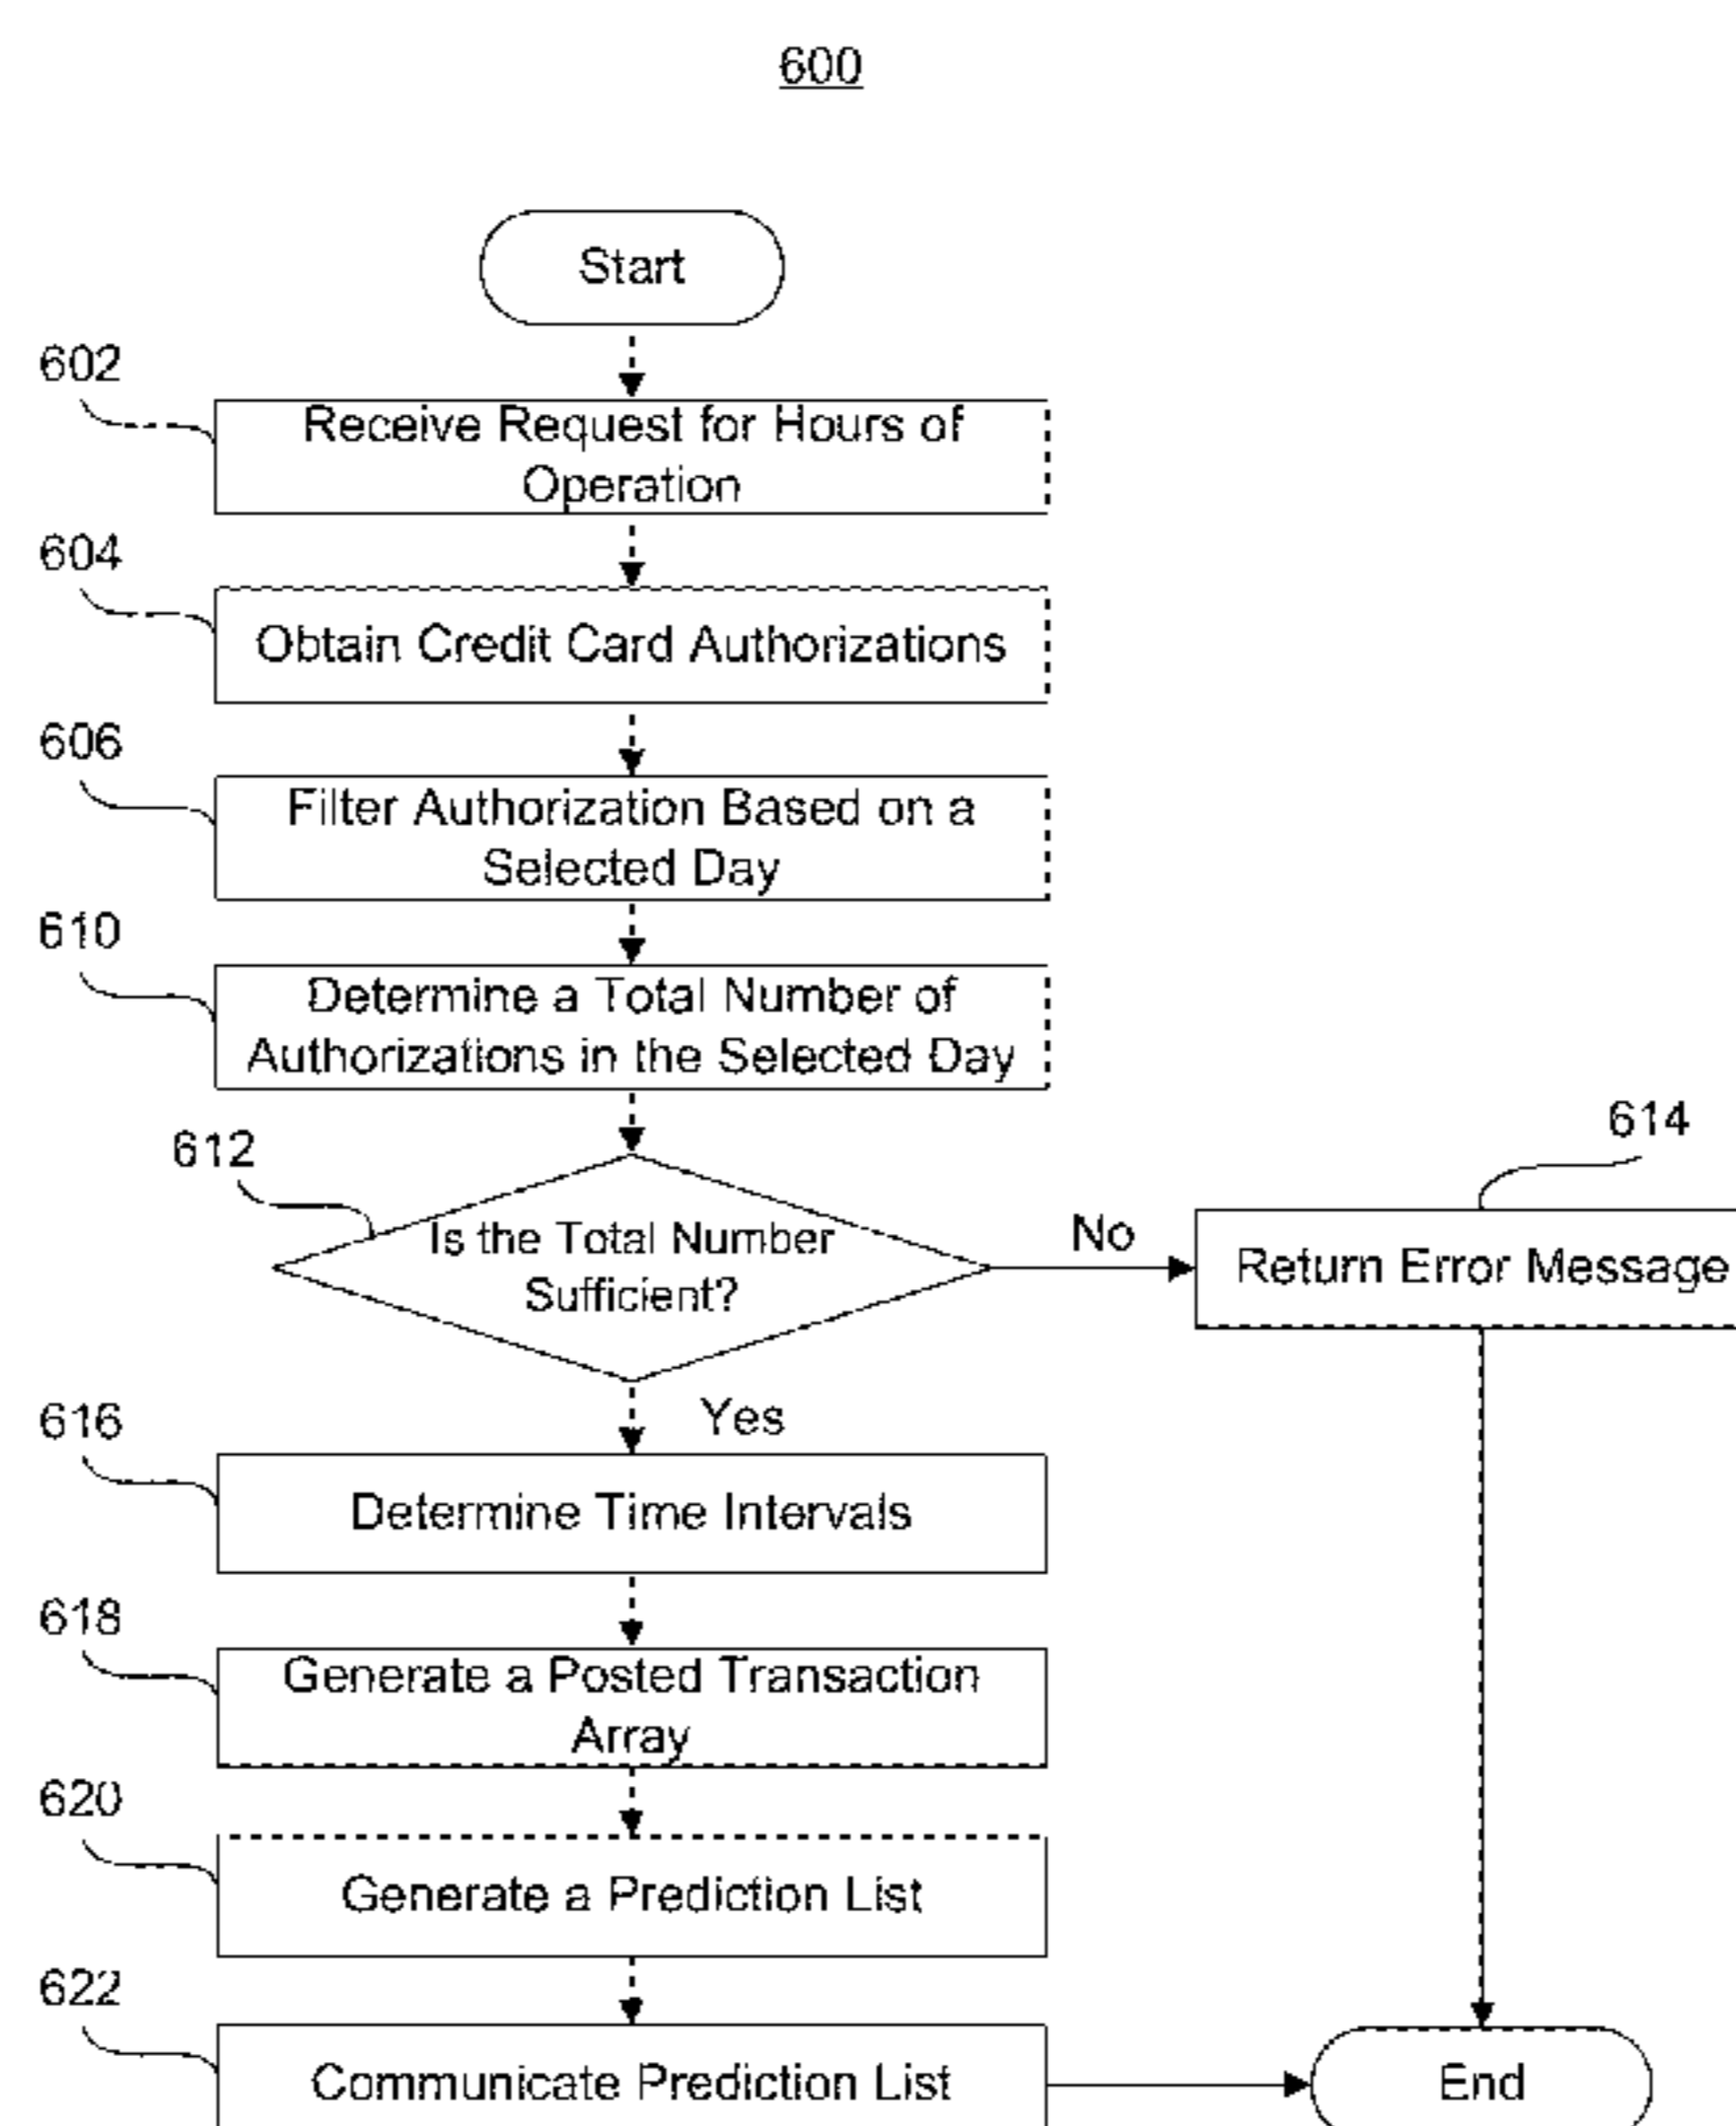 600
Start
602
Receive Request for Hours of
Operation
604
Obtain Credit Card Authorizations
606
Filter Authorization Based on a
Selected Day
610
Determine a Total Number of
Authorizations in the Selected Day
612
Is the Total Number
Sufficient?
No
614
Return Error Message
Yes
616
Determine Time Intervals
618
Generate a Posted Transaction
Array
620
Generate a Prediction List
622
Communicate Prediction List
End